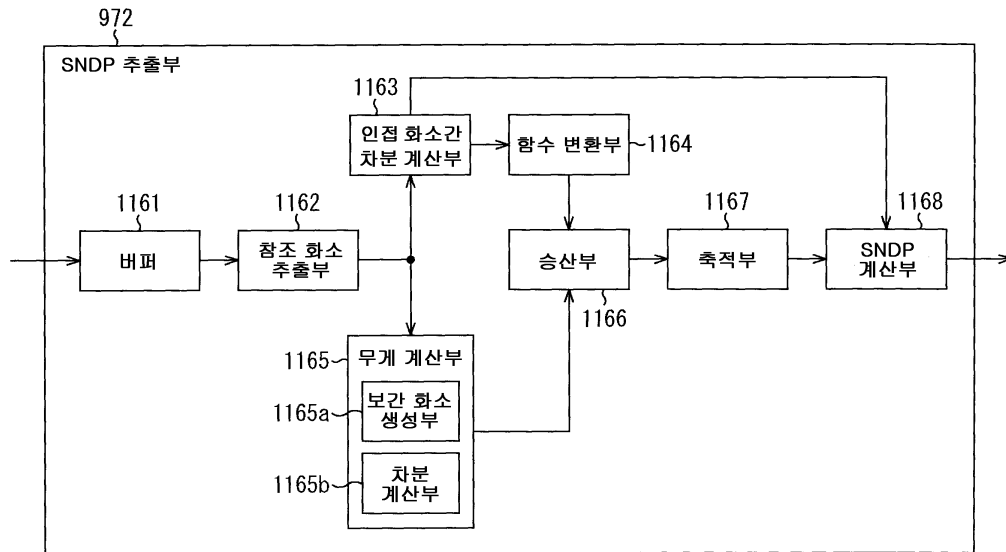 972
SNDP 추출부
1163
인접 화소간
차분 계산부
함수 변환부
1164
1161
버퍼
1162
참조 화소
추출부
승산부
1166
1167
축적부
1168
SNDP
계산부
1165
무게 계산부
1165a
보간 화소
생성부
1165b
차분
계산부